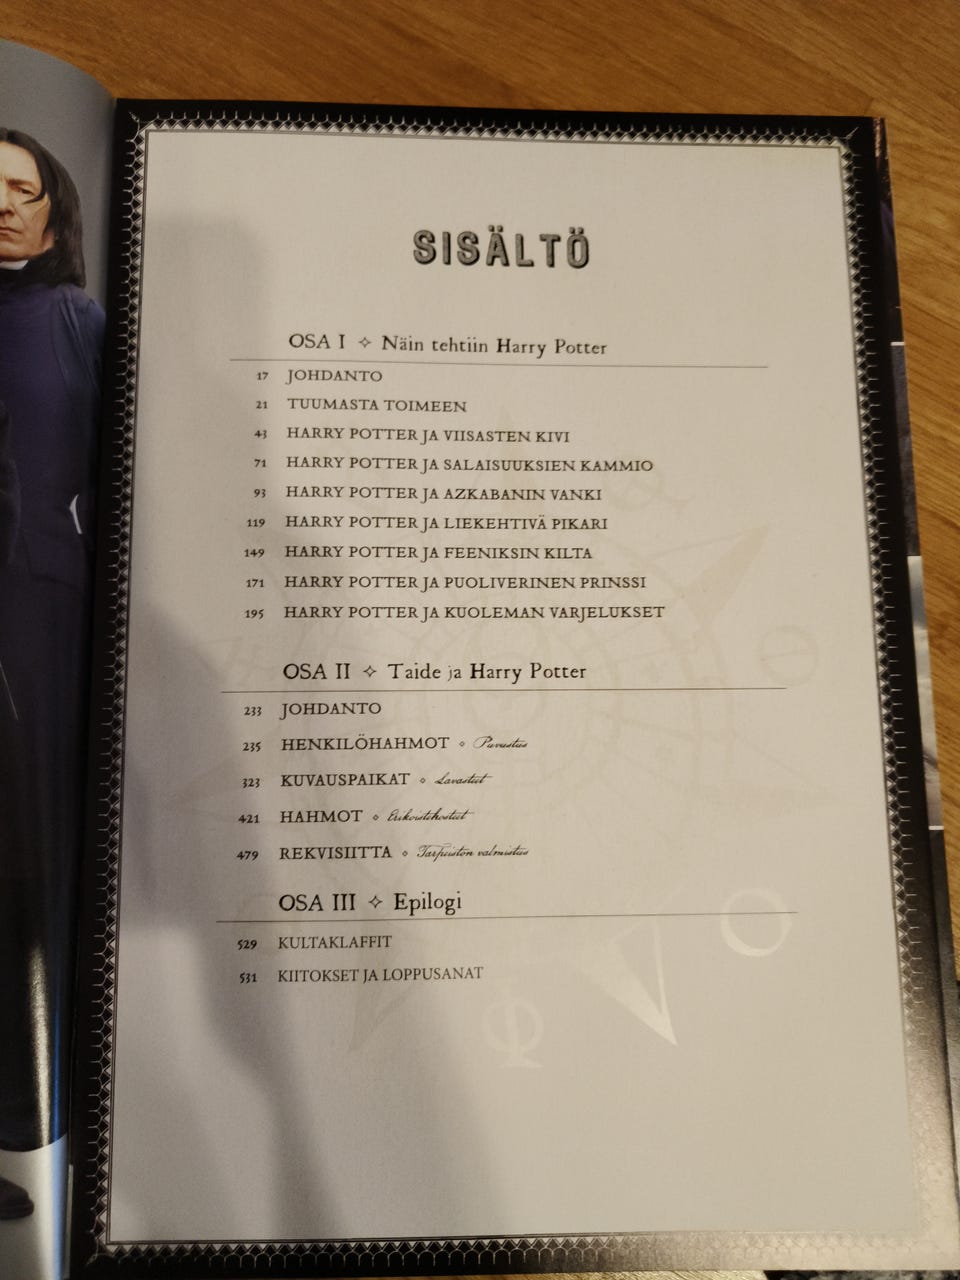 SISÄLTÖ
OSA I ✧ Näin tehtiin Harry Potter
17 JOHDANTO
21 TUUMASTA TOIMEEN
43 HARRY POTTER JA VIISASTEN KIVI
71 HARRY POTTER JA SALAISUUKSIEN KAMMIO
93 HARRY POTTER JA AZKABANIN VANKI
119 HARRY POTTER JA LIEKEHTIVÄ PIKARI
149 HARRY POTTER JA FEENIKSIN KILTA
171 HARRY POTTER JA PUOLIVERINEN PRINSSI
195 HARRY POTTER JA KUOLEMAN VARJELUKSET
OSA II ✧ Taide ja Harry Potter
233 JOHDANTO
235 HENKILÖHAHMOT ⋄ Puvustus
323 KUVAUSPAIKAT ⋄ Lavasteet
421 HAHMOT ⋄ Erikoistehosteet
479 REKVISIITTA ⋄ Tarpeiston valmistus
OSA III ✧ Epilogi
529 KULTAKLAFFIT
531 KIITOKSET JA LOPPUSANAT